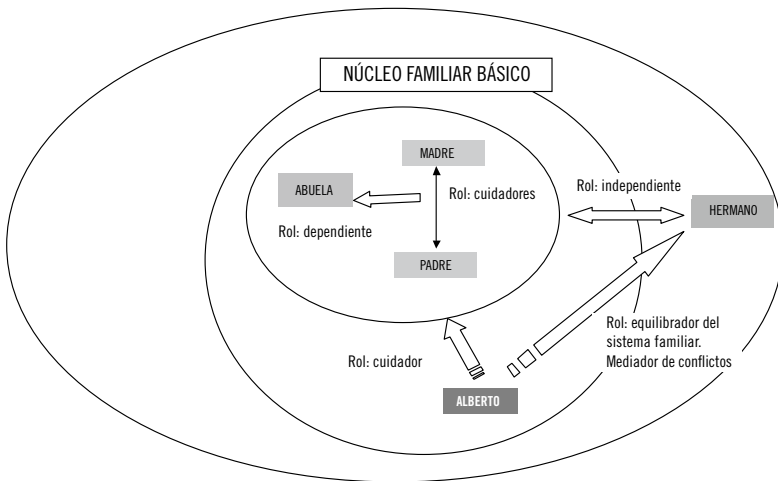 NÚCLEO FAMILIAR BÁSICO
MADRE
ABUELA
Rol: cuidadores
Rol: dependiente
PADRE
Rol: independiente
HERMANO
Rol: cuidador
Rol: equilibrador del
sistema familiar.
Mediador de conflictos
ALBERTO